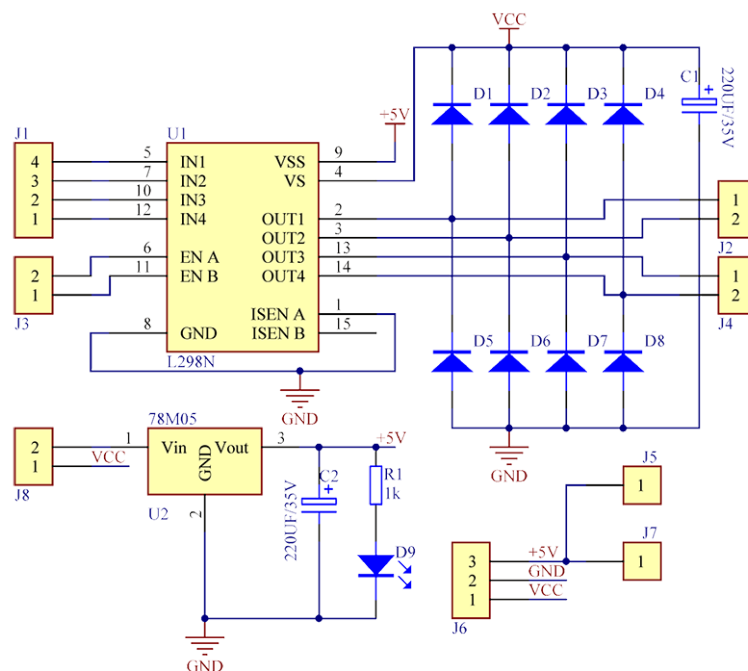 VCC
D1 D2 D3 D4 C1 220UF/35V
+5V
J1 U1
4 5 IN1 VSS 9
3 7 IN2 VS 4
2 10 IN3
1 12 IN4 OUT1 2
OUT2 3
2 6 EN A OUT3 13
1 11 EN B OUT4 14
J3
ISEN A 1
8 GND ISEN B 15
L298N
GND
1
2
J2
1
2
J4
D5 D6 D7 D8
GND
78M05
2 1 Vin Vout 3 +5V
1 VCC GND
J8
2
U2
C2 220UF/35V
R1
1k
D9
GND
J5
1
J7
3 +5V 1
2 GND
1 VCC
J6